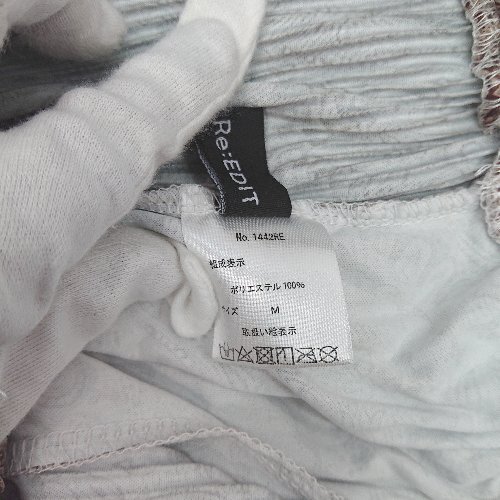 Re:EDIT
No. 1442RE
組成表示
ポリエステル 100%
サイズ M
取扱い絵表示